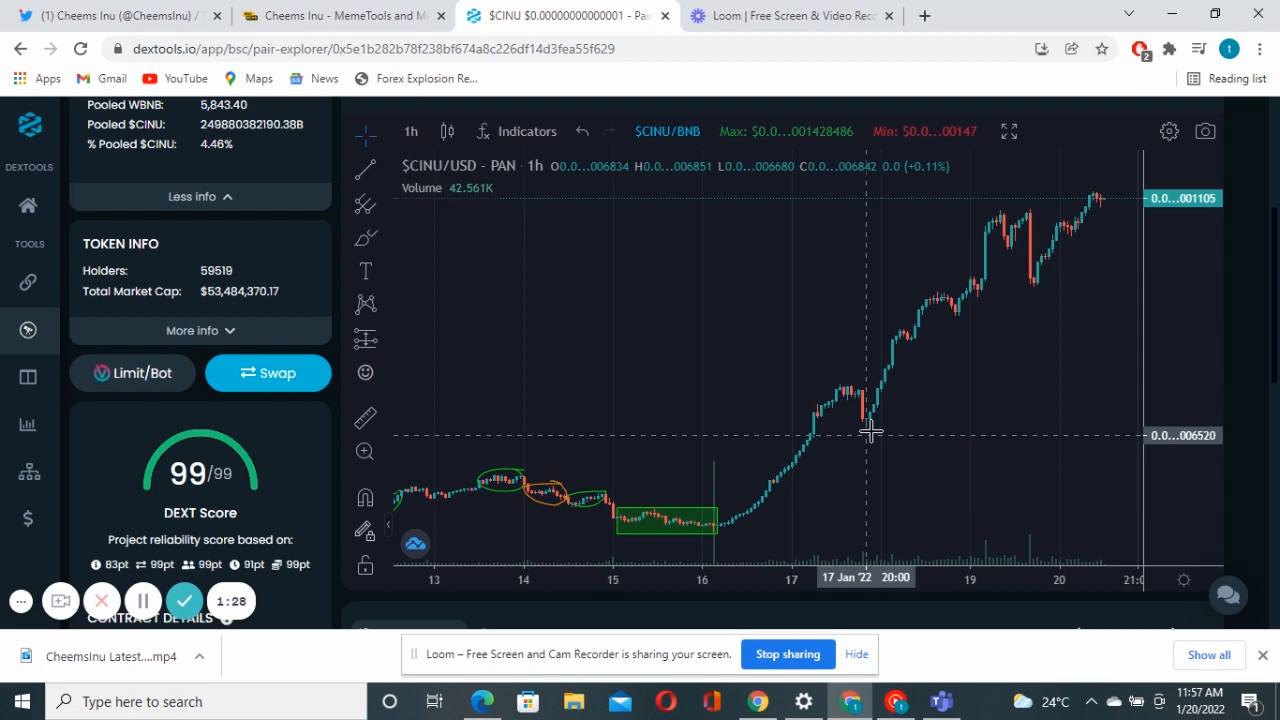 (1) Cheems Inu (@CheemsInu) / T
Cheems Inu - MemeTools and M
$CINU $0.00000000000001 - Pai
Loom | Free Screen & Video Reco
dextools.io/app/bsc/pair-explorer/0x5e1b282b78f238bf674a8c226df14d3fea55f629
2
t
Apps
Gmail
YouTube
Maps
News
Forex Explosion Re...
Reading list
Pooled WBNB:
5,843.40
Pooled $CINU:
249880382190.38B
% Pooled $CINU:
4.46%
Less info
TOKEN INFO
Holders:
59519
Total Market Cap:
$53,484,370.17
More info
Limit/Bot
Swap
99/99
DEXT Score
Project reliability score based on:
83pt 99pt 99pt 91pt 99pt
CONTRACT DETAILS
DEXTOOLS
TOOLS
1h
Indicators
$CINU/BNB
Max: $0.0...001428486
Min: $0.0...00147
$CINU/USD - PAN · 1h O0.0...006834 H0.0...006851 L0.0...006680 C0.0...006842 0.0 (+0.11%)
Volume 42.561K
T
0.0...001105
0.0...006520
13 14 15 16 17 17 Jan '22 20:00 19 20 21:0
1:28
CheemsInu Latest....mp4
Loom – Free Screen and Cam Recorder is sharing your screen.
Stop sharing
Hide
Show all
Type here to search
24°C
11:57 AM
1/20/2022
1